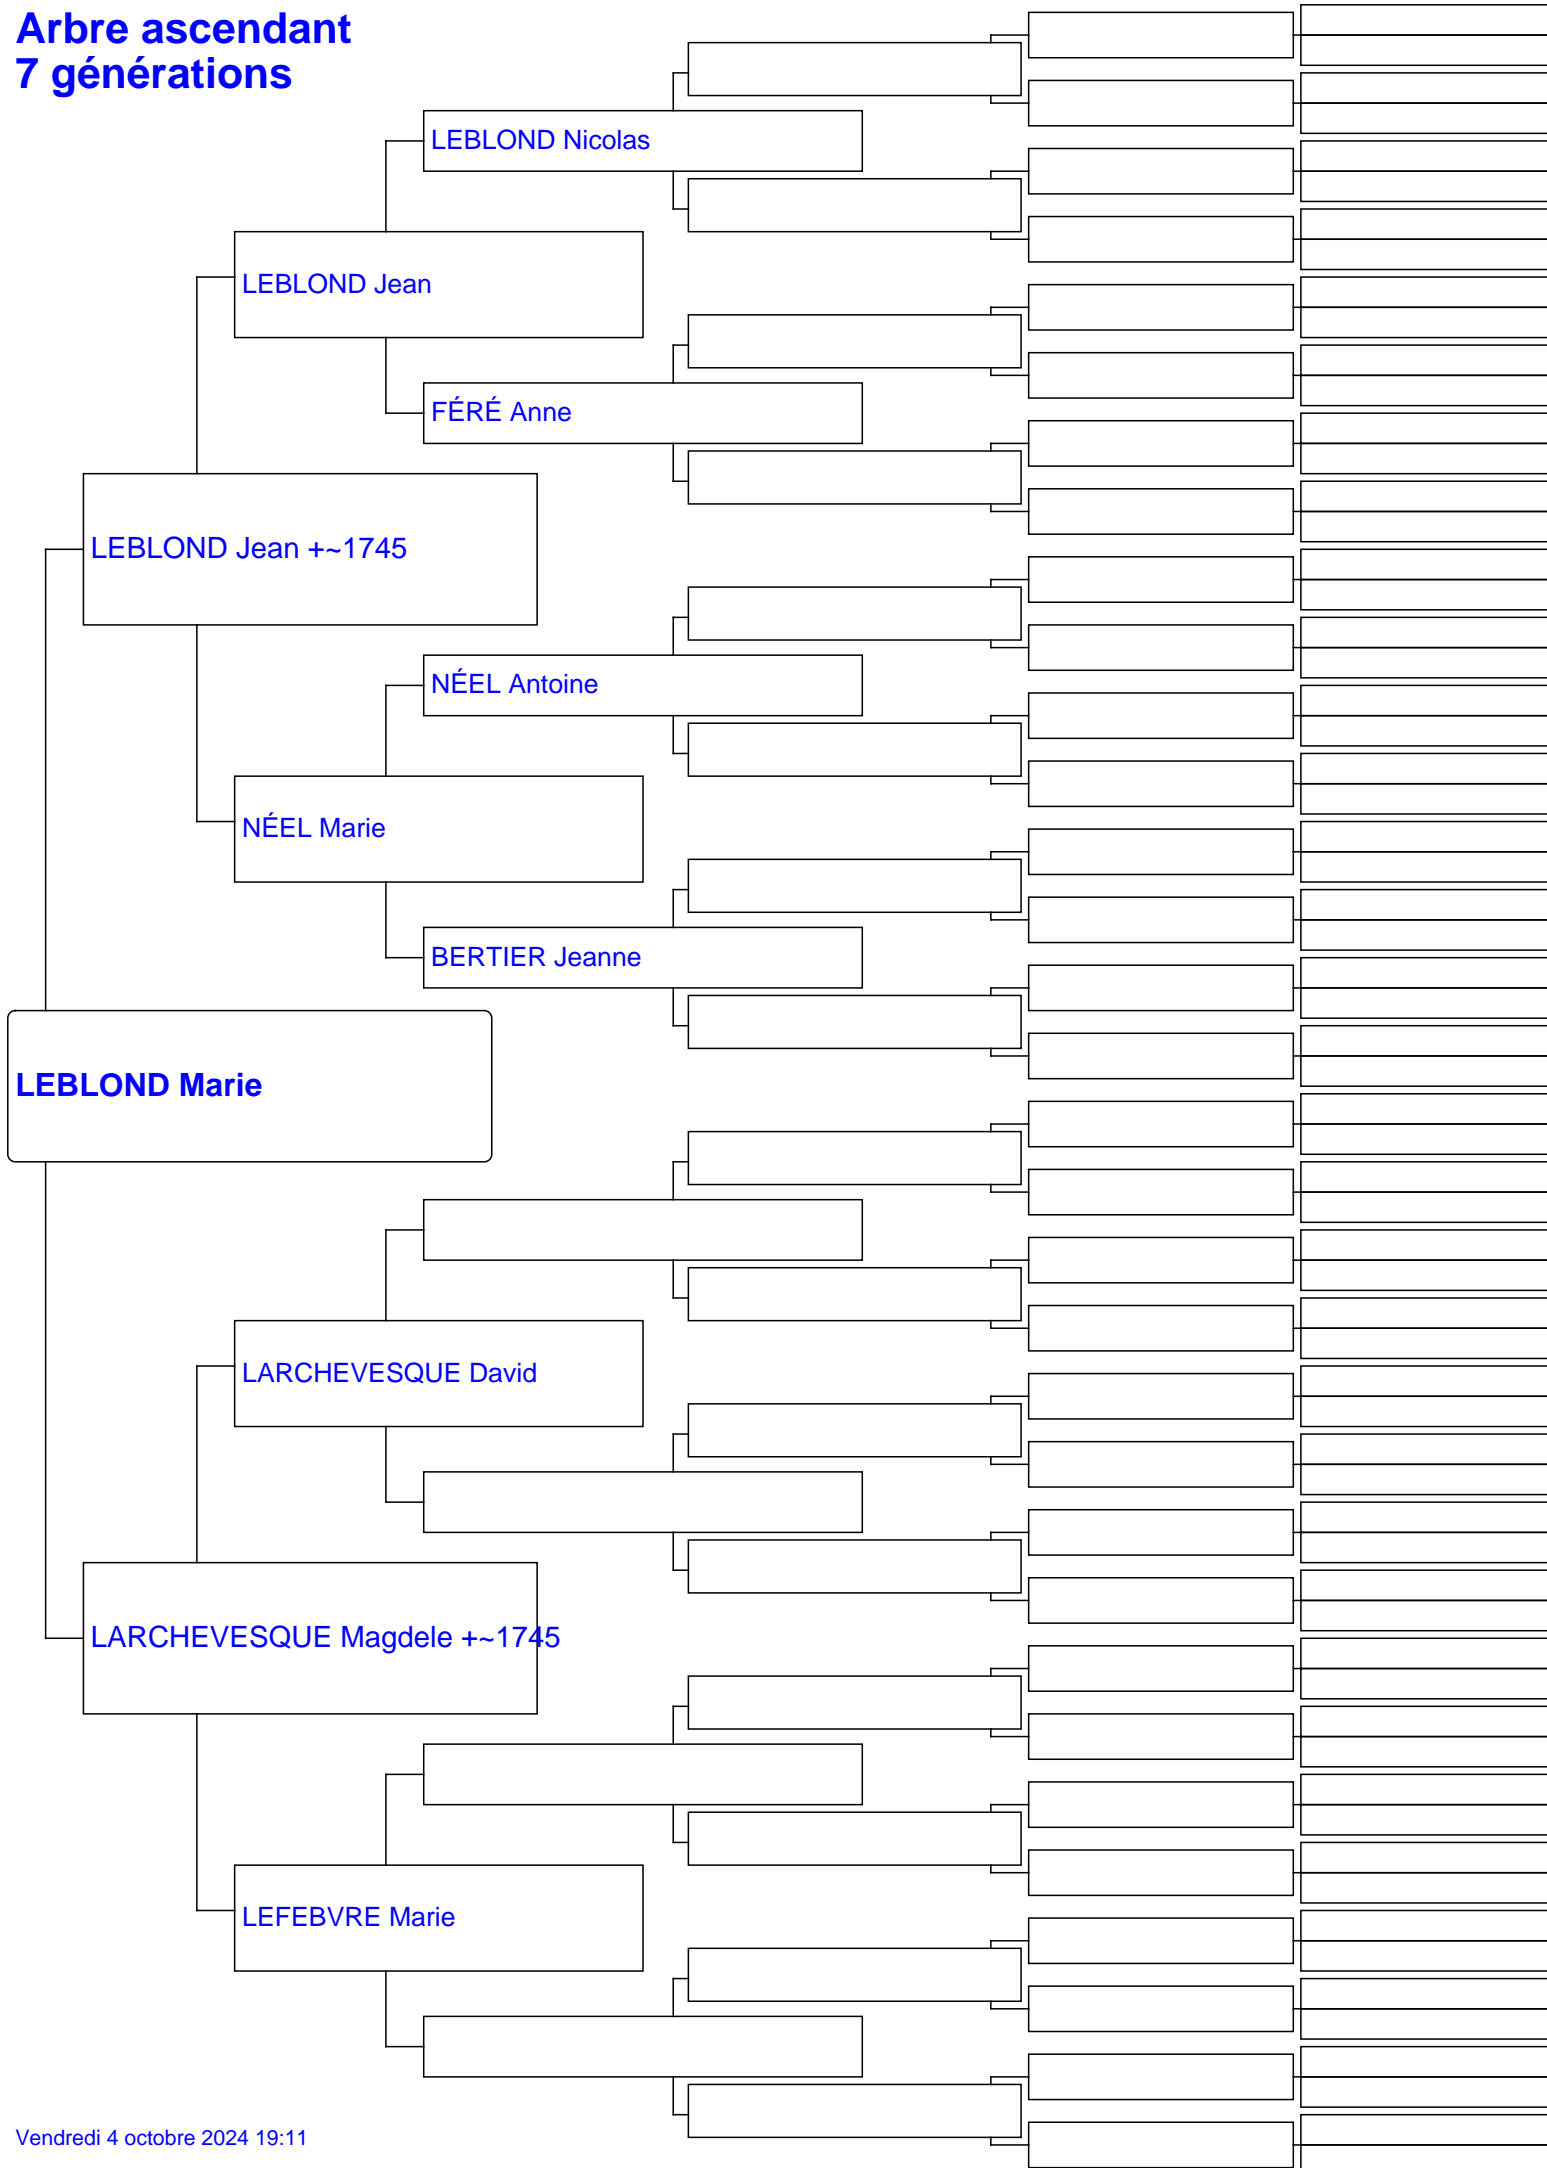 Arbre ascendant
7 générations
LEBLOND Nicolas
LEBLOND Jean
FÉRÉ Anne
LEBLOND Jean +~1745
NÉEL Antoine
NÉEL Marie
BERTIER Jeanne
LEBLOND Marie
LARCHEVESQUE David
LARCHEVESQUE Magdele +~1745
LEFEBVRE Marie
Vendredi 4 octobre 2024 19:11